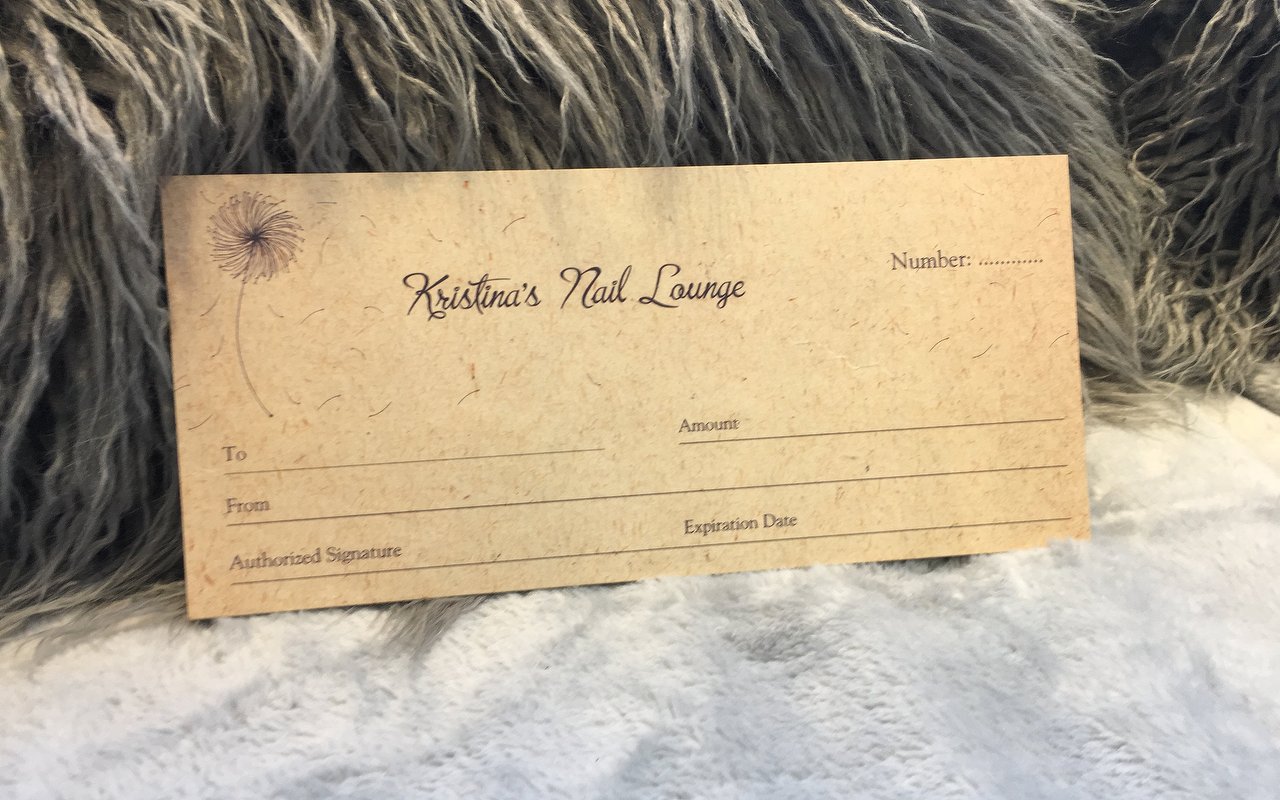 Kristina's Nail Lounge
Number: ............
To
Amount
From
Authorized Signature
Expiration Date